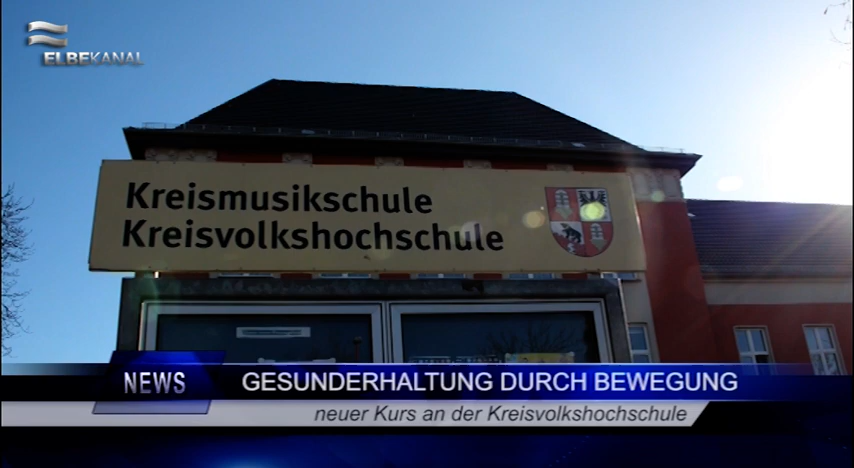 ELBEKANAL
Kreismusikschule
Kreisvolkshochschule
NEWS
GESUNDERHALTUNG DURCH BEWEGUNG
neuer Kurs an der Kreisvolkshochschule